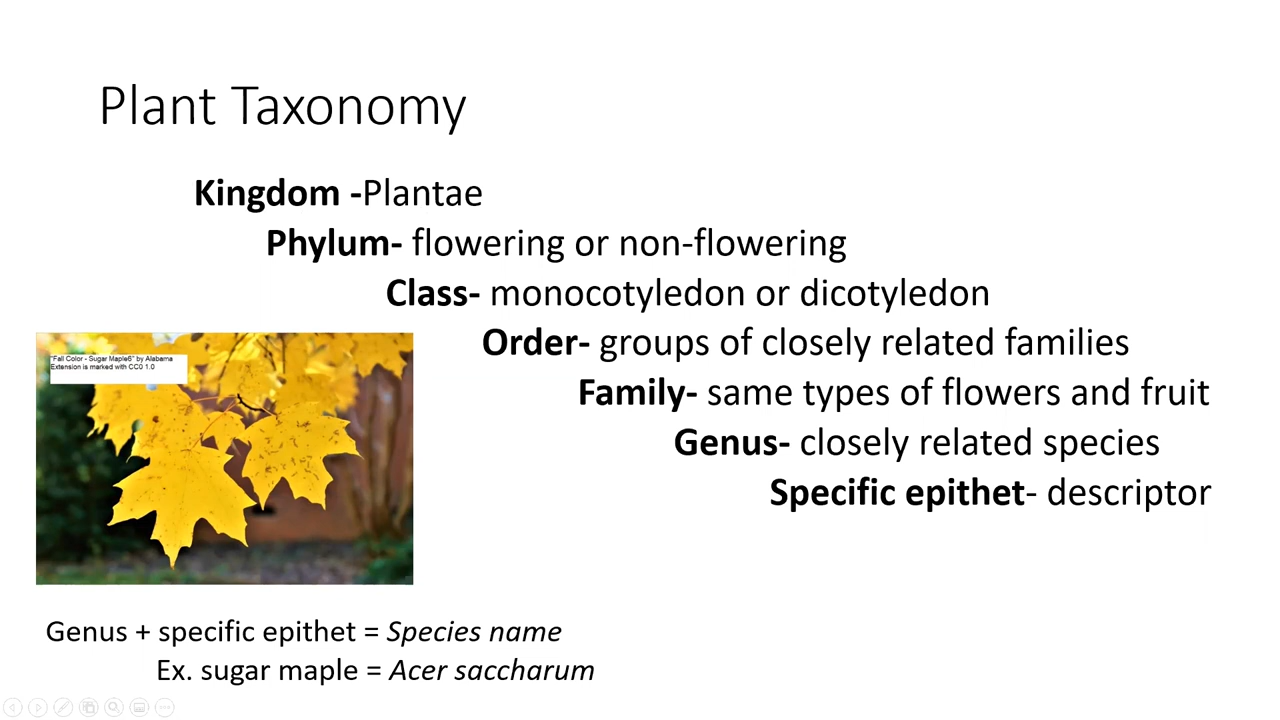 Plant Taxonomy
Kingdom -Plantae
Phylum- flowering or non-flowering
Class- monocotyledon or dicotyledon
Order- groups of closely related families
Family- same types of flowers and fruit
Genus- closely related species
Specific epithet- descriptor
"Fall Color - Sugar Maple6" by Alabama
Extension is marked with CC0 1.0
Genus + specific epithet = Species name
Ex. sugar maple = Acer saccharum